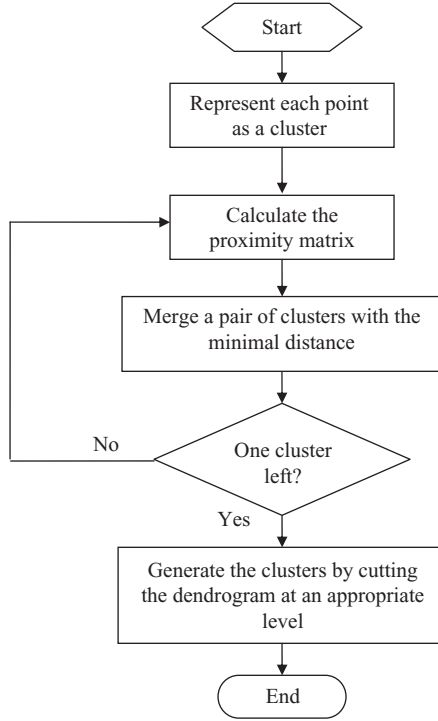 Start
Represent each point
as a cluster
Calculate the
proximity matrix
Merge a pair of clusters with the
minimal distance
One cluster
left?
No
Yes
Generate the clusters by cutting
the dendrogram at an appropriate
level
End